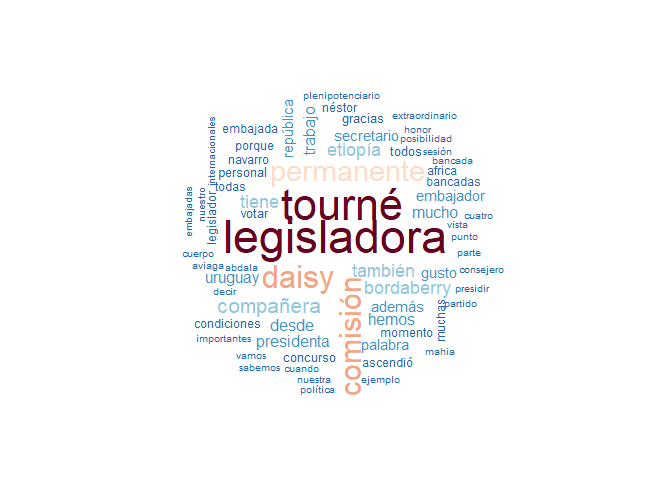 plenipotenciario
néstor
república
trabajo
gracias
extraordinario
embajada
secretario
honor
posibilidad
internacionales
porque
etiopía
todos
sesión
navarro
personal
permanente
africa
bancada
todas
bancadas
embajadas
nuestro
legislador
tiene
votar
tourné
embajador
mucho
cuatro
legisladora
vista
punto
cuerpo
parte
aviaga
abdala
uruguay
daisy
también
gusto
consejero
decir
bordaberry
presidir
compañera
comisión
además
partido
condiciones
desde
hemos
momento
muchas
importantes
presidenta
palabra
mahia
vamos
concurso
ascendió
sabemos
cuando
nuestra
ejemplo
política